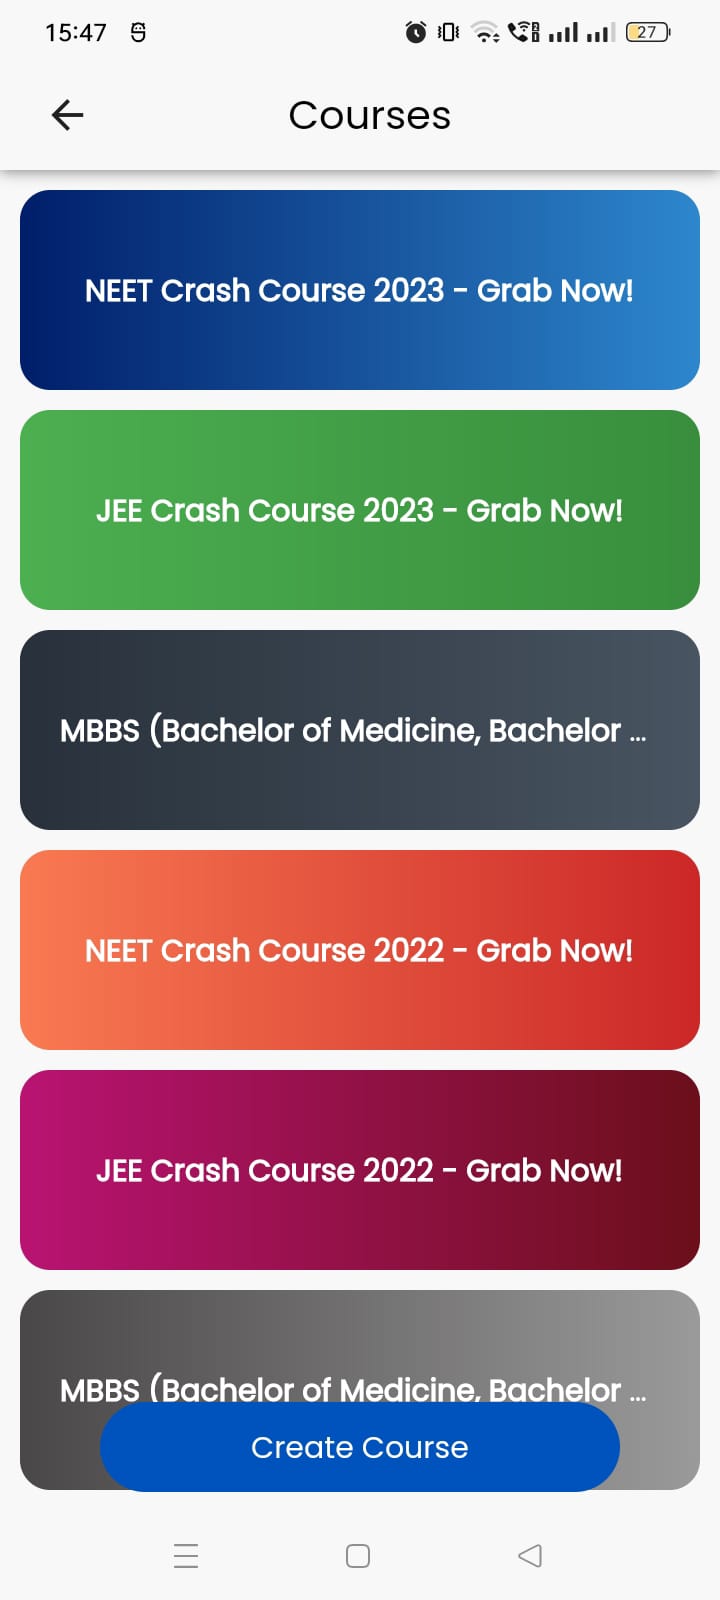 15:47
27
Courses
NEET Crash Course 2023 - Grab Now!
JEE Crash Course 2023 - Grab Now!
MBBS (Bachelor of Medicine, Bachelor ...
NEET Crash Course 2022 - Grab Now!
JEE Crash Course 2022 - Grab Now!
MBBS (Bachelor of Medicine, Bachelor ...
Create Course